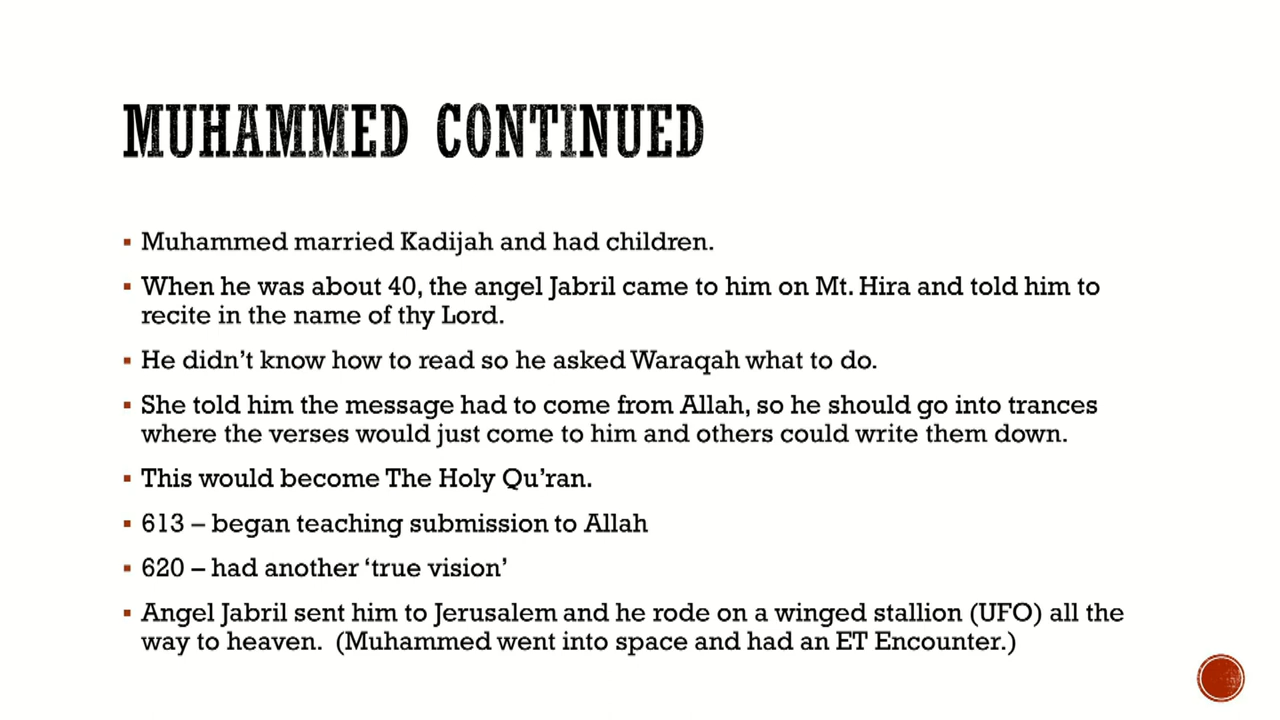 MUHAMMED CONTINUED
▪ Muhammed married Kadijah and had children.
▪ When he was about 40, the angel Jabril came to him on Mt. Hira and told him to
recite in the name of thy Lord.
▪ He didn’t know how to read so he asked Waraqah what to do.
▪ She told him the message had to come from Allah, so he should go into trances
where the verses would just come to him and others could write them down.
▪ This would become The Holy Qu’ran.
▪ 613 – began teaching submission to Allah
▪ 620 – had another ‘true vision’
▪ Angel Jabril sent him to Jerusalem and he rode on a winged stallion (UFO) all the
way to heaven.  (Muhammed went into space and had an ET Encounter.)